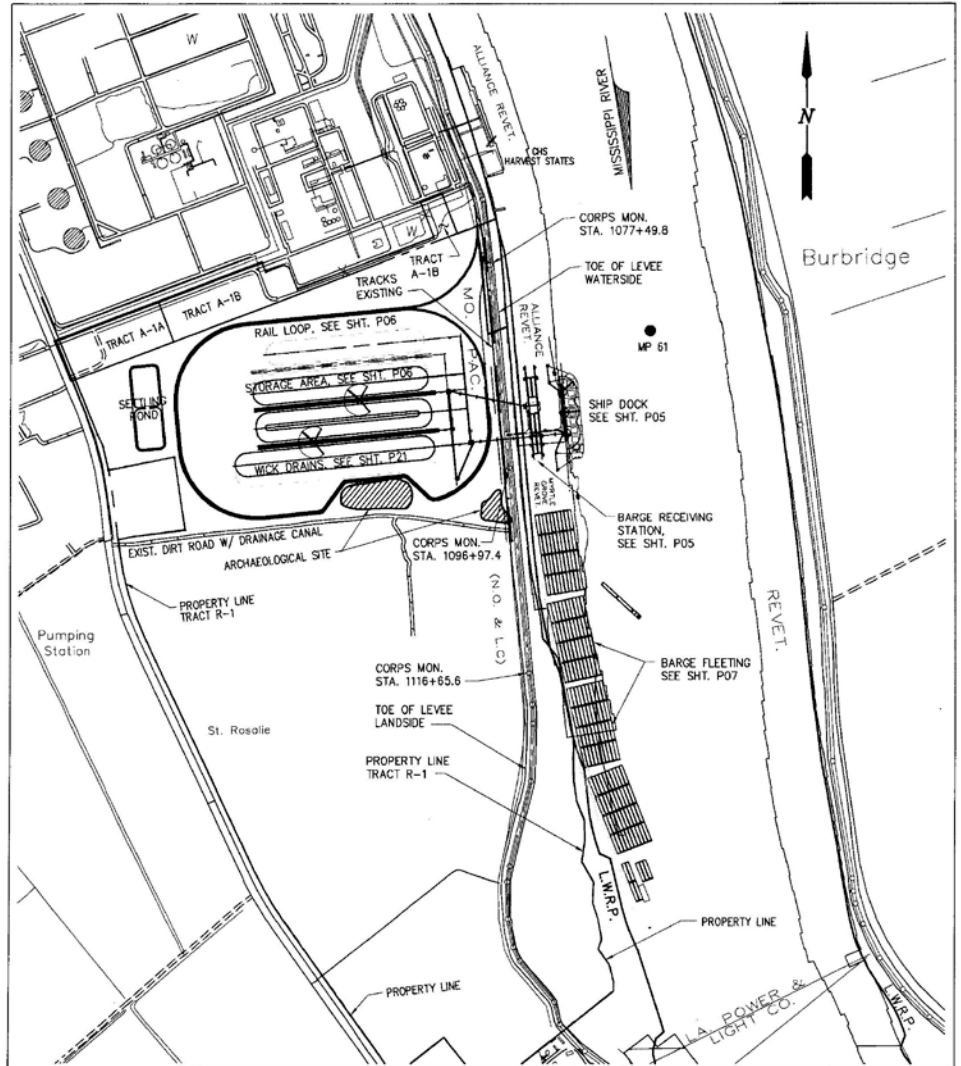 W
ALLIANCE REVET.
MISSISSIPPI RIVER
N
CHS
HARVEST STATES
CORPS MON.
STA. 1077+49.8
Burbridge
W
TRACT
A-1B
TOE OF LEVEE
WATERSIDE
TRACKS
EXISTING
TRACT A-1B
TRACT A-1A
MO. PAC.
ALLIANCE
REVET.
RAIL LOOP, SEE SHT. P06
MP 61
STORAGE AREA, SEE SHT. P06
SETTLING
POND
SHIP DOCK
SEE SHT. P05
WICK DRAINS, SEE SHT. P21
MYRTLE
GROVE
REVET.
BARGE RECEIVING
STATION,
SEE SHT. P05
EXIST. DIRT ROAD W/ DRAINAGE CANAL
ARCHAEOLOGICAL SITE
CORPS MON.
STA. 1096+97.4
(N.O. & L.C)
REVET.
PROPERTY LINE
TRACT R-1
Pumping
Station
BARGE FLEETING
SEE SHT. P07
CORPS MON.
STA. 1116+65.6
TOE OF LEVEE
LANDSIDE
St. Rosalie
PROPERTY LINE
TRACT R-1
L.W.R.P.
PROPERTY LINE
PROPERTY LINE
LA. POWER &
LIGHT CO.
L.W.R.P.